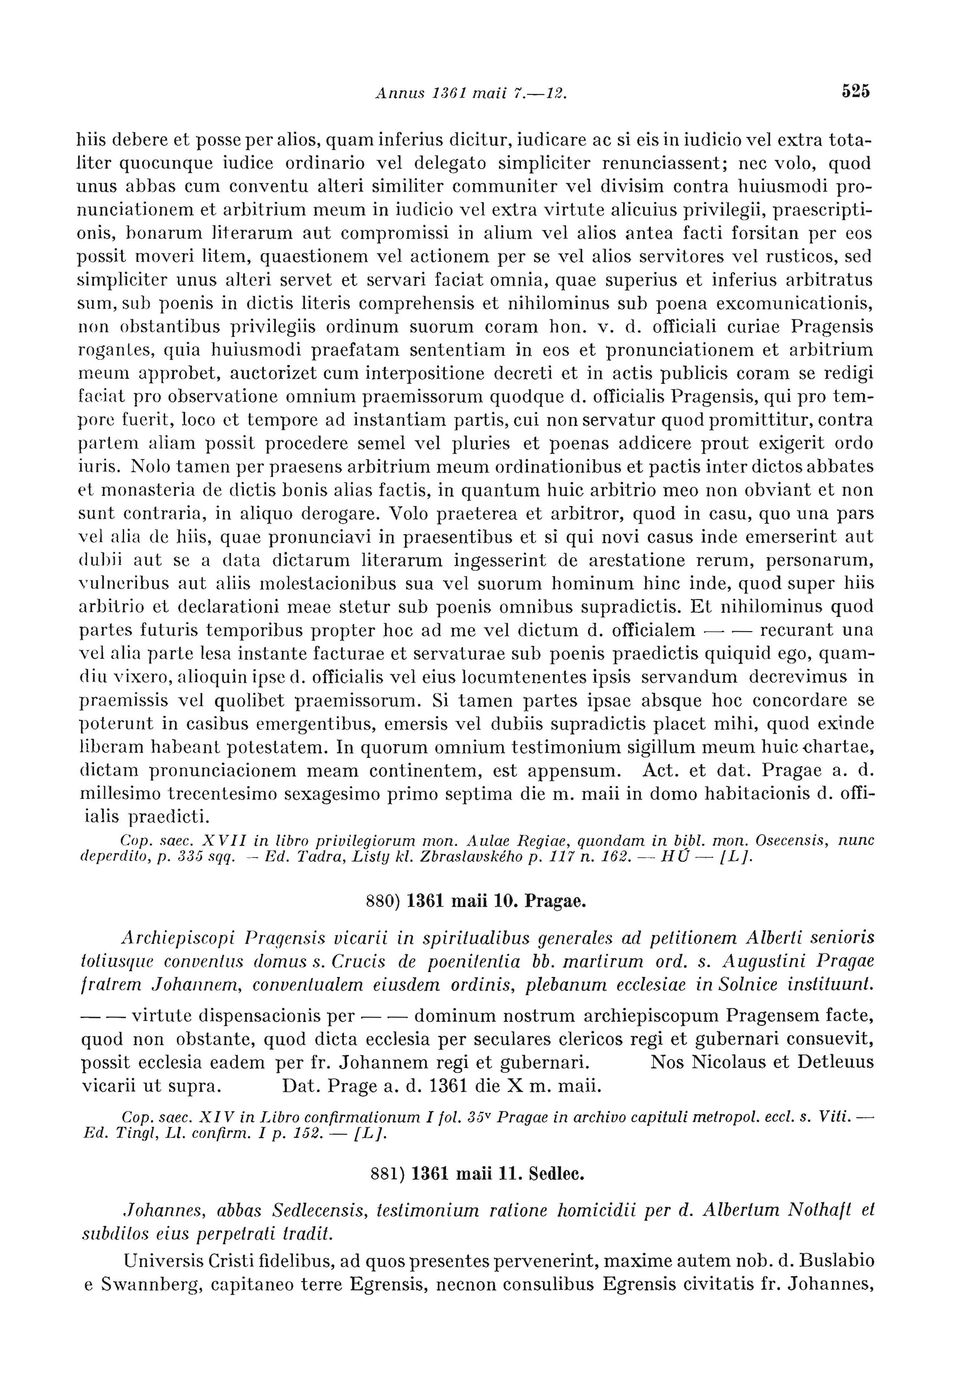 Annus 1361 maii 7.—12. 525
hiis debere et posse per alios, quam inferius dicitur, iudicare ac si eis in iudicio vel extra tota-
liter quocunque iudice ordinario vel delegato simpliciter renunciassent; nec volo, quod
unus abbas cum conventu alteri similiter communiter vel divisim contra huiusmodi pro-
nunciationem et arbitrium meum in iudicio vel extra virtute alicuius privilegii, praescripti-
onis, bonarum literarum aut compromissi in alium vel alios antea facti forsitan per eos
possit moveri litem, quaestionem vel actionem per se vel alios servitores vel rusticos, sed
simpliciter unus alteri servet et servari faciat omnia, quae superius et inferius arbitratus
sum, sub poenis in dictis literis comprehensis et nihilominus sub poena excomunicationis,
non obstantibus privilegiis ordinum suorum coram hon. v. d. officiali curiae Pragensis
rogantes, quia huiusmodi praefatam sententiam in eos et pronunciationem et arbitrium
meum approbet, auctorizet cum interpositione decreti et in actis publicis coram se redigi
faciat pro observatione omnium praemissorum quodque d. officialis Pragensis, qui pro tem-
pore fuerit, loco et tempore ad instantiam partis, cui non servatur quod promittitur, contra
partem aliam possit procedere semel vel pluries et poenas addicere prout exigerit ordo
iuris. Nolo tamen per praesens arbitrium meum ordinationibus et pactis inter dictos abbates
et monasteria de dictis bonis alias factis, in quantum huic arbitrio meo non obviant et non
sunt contraria, in aliquo derogare. Volo praeterea et arbitror, quod in casu, quo una pars
vel alia de hiis, quae pronunciavi in praesentibus et si qui novi casus inde emerserint aut
dubii aut se a data dictarum literarum ingesserint de arestatione rerum, personarum,
vulneribus aut aliis molestacionibus sua vel suorum hominum hinc inde, quod super hiis
arbitrio et declarationi meae stetur sub poenis omnibus supradictis. Et nihilominus quod
partes futuris temporibus propter hoc ad me vel dictum d. officialem — — recurant una
vel alia parte lesa instante facturae et servaturae sub poenis praedictis quiquid ego, quam-
diu vixero, alioquin ipse d. officialis vel eius locumtenentes ipsis servandum decrevimus in
praemissis vel quolibet praemissorum. Si tamen partes ipsae absque hoc concordare se
poterunt in casibus emergentibus, emersis vel dubiis supradictis placet mihi, quod exinde
liberam habeant potestatem. In quorum omnium testimonium sigillum meum huic chartae,
dictam pronunciacionem meam continentem, est appensum. Act. et dat. Pragae a. d.
millesimo trecentesimo sexagesimo primo septima die m. maii in domo habitacionis d. offi-
ialis praedicti.
Cop. saec. XVII in libro privilegiorum mon. Aulae Regiae, quondam in bibl. mon. Osecensis, nunc
deperdito, p. 335 sqq. — Ed. Tadra, Listy kl. Zbraslavského p. 117 n. 162. — HÚ — [L].
880) 1361 maii 10. Pragae.
Archiepiscopi Pragensis vicarii in spiritualibus generales ad petitionem Alberti senioris
totiusque conventus domus s. Crucis de poenitentia bb. martirum ord. s. Augustini Pragae
fratrem Johannem, conventualem eiusdem ordinis, plebanum ecclesiae in Solnice instituunt.
— — virtute dispensacionis per — — dominum nostrum archiepiscopum Pragensem facte,
quod non obstante, quod dicta ecclesia per seculares clericos regi et gubernari consuevit,
possit ecclesia eadem per fr. Johannem regi et gubernari. Nos Nicolaus et Detleuus
vicarii ut supra. Dat. Prage a. d. 1361 die X m. maii.
Cop. saec. XIV in Libro confirmationum I fol. 35v Pragae in archivo capituli metropol. eccl. s. Viti. —
Ed. Tingl, Ll. confirm. I p. 152. — [L].
881) 1361 maii 11. Sedlec.
Johannes, abbas Sedlecensis, testimonium ratione homicidii per d. Albertum Nothaft et
subditos eius perpetrati tradit.
Universis Cristi fidelibus, ad quos presentes pervenerint, maxime autem nob. d. Buslabio
e Swannberg, capitaneo terre Egrensis, necnon consulibus Egrensis civitatis fr. Johannes,